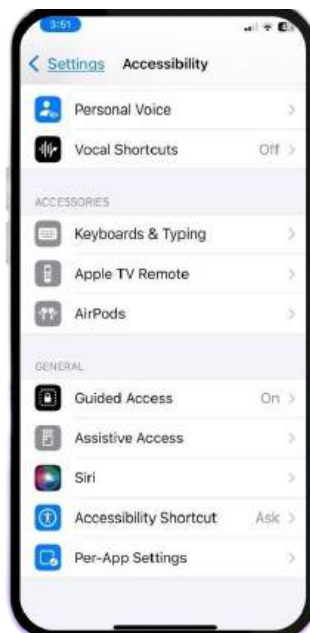 3:51
Settings Accessibility
Personal Voice
Vocal Shortcuts Off
ACCESSORIES
Keyboards & Typing
Apple TV Remote
AirPods
GENERAL
Guided Access On
Assistive Access
Siri
Accessibility Shortcut Ask
Per-App Settings